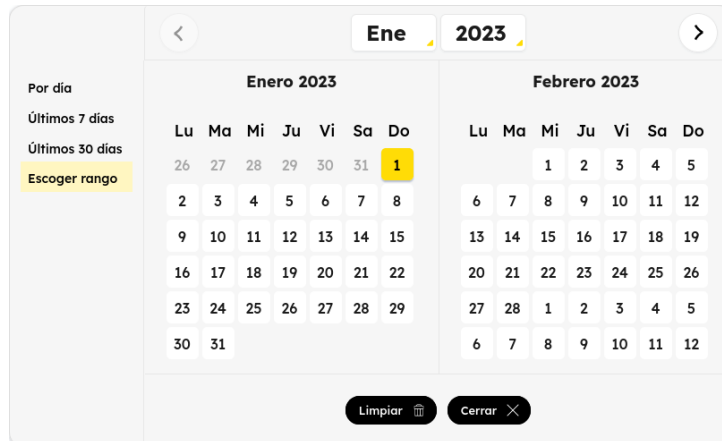 Ene 2023
Por día
Últimos 7 días
Últimos 30 días
Escoger rango
Enero 2023
Lu Ma Mi Ju Vi Sa Do
26 27 28 29 30 31 1
2 3 4 5 6 7 8
9 10 11 12 13 14 15
16 17 18 19 20 21 22
23 24 25 26 27 28 29
30 31
Febrero 2023
Lu Ma Mi Ju Vi Sa Do
1 2 3 4 5
6 7 8 9 10 11 12
13 14 15 16 17 18 19
20 21 22 23 24 25 26
27 28 1 2 3 4 5
6 7 8 9 10 11 12
Limpiar
Cerrar